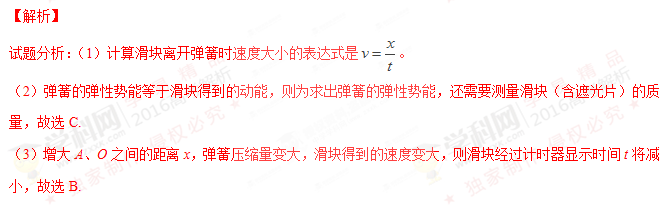 【解析】
试题分析：（1）计算滑块离开弹簧时速度大小的表达式是 v = x/t 。
（2）弹簧的弹性势能等于滑块得到的动能，则为求出弹簧的弹性势能，还需要测量滑块（含遮光片）的质
量，故选 C.
（3）增大 A、O 之间的距离 x，弹簧压缩量变大，滑块得到的速度变大，则滑块经过计时器显示时间 t 将减
小，故选 B.